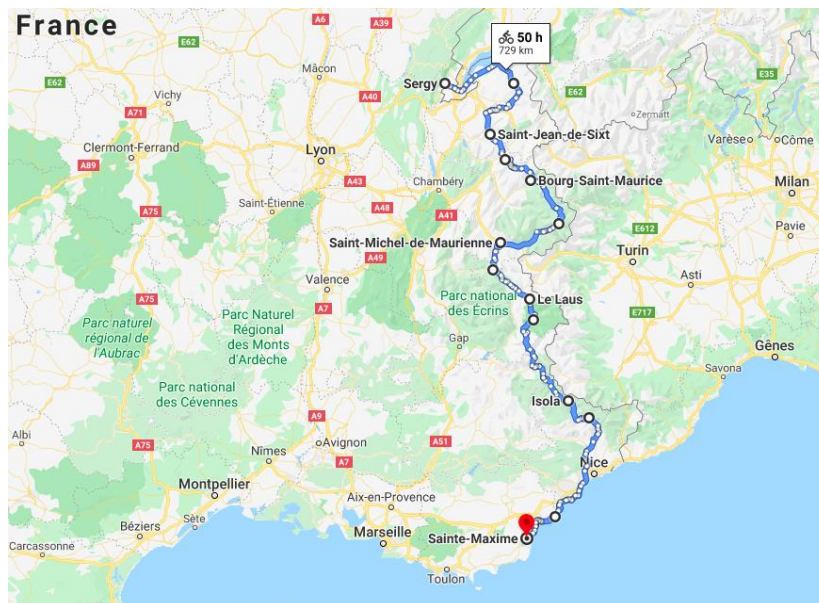 France
A6
E62
50 h
729 km
Mâcon
Sergy
E35
E62
Vichy
A40
E62
A71
A71
Zermatt
Varèse
Côme
Saint-Jean-de-Sixt
Clermont-Ferrand
Lyon
A89
A43
Bourg-Saint-Maurice
Chambéry
Milan
Saint-Étienne
A48
A75
A41
E612
Pavie
Saint-Michel-de-Maurienne
A49
Turin
Valence
Asti
A75
Parc national
des Écrins
Le Laus
A7
E717
Parc Naturel
Régional
des Monts
d'Ardèche
Parc naturel
régional de
l'Aubrac
Gap
Gênes
Savona
Parc national
des Cévennes
Isola
A9
Albi
A75
Avignon
A51
Nîmes
A7
Nice
Montpellier
Aix-en-Provence
Sète
Béziers
Marseille
Sainte-Maxime
Carcassonne
Toulon